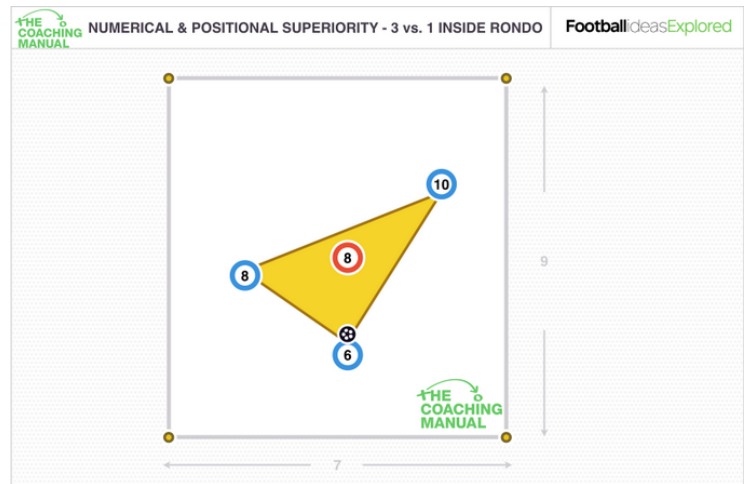 THE
COACHING
MANUAL
NUMERICAL & POSITIONAL SUPERIORITY - 3 vs. 1 INSIDE RONDO
FootballIdeasExplored
10
8
8
9
6
THE
COACHING
MANUAL
7